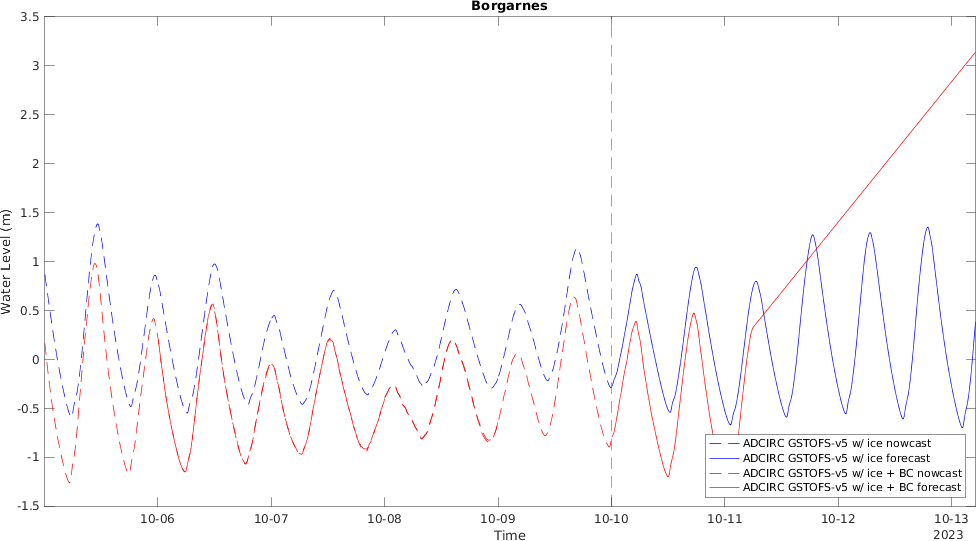 Borgarnes
3.5
3
2.5
2
1.5
1
0.5
0
-0.5
-1
-1.5
Water Level (m)
ADCIRC GSTOFS-v5 w/ ice nowcast
ADCIRC GSTOFS-v5 w/ ice forecast
ADCIRC GSTOFS-v5 w/ ice + BC nowcast
ADCIRC GSTOFS-v5 w/ ice + BC forecast
10-06 10-07 10-08 10-09 10-10 10-11 10-12 10-13
Time 2023